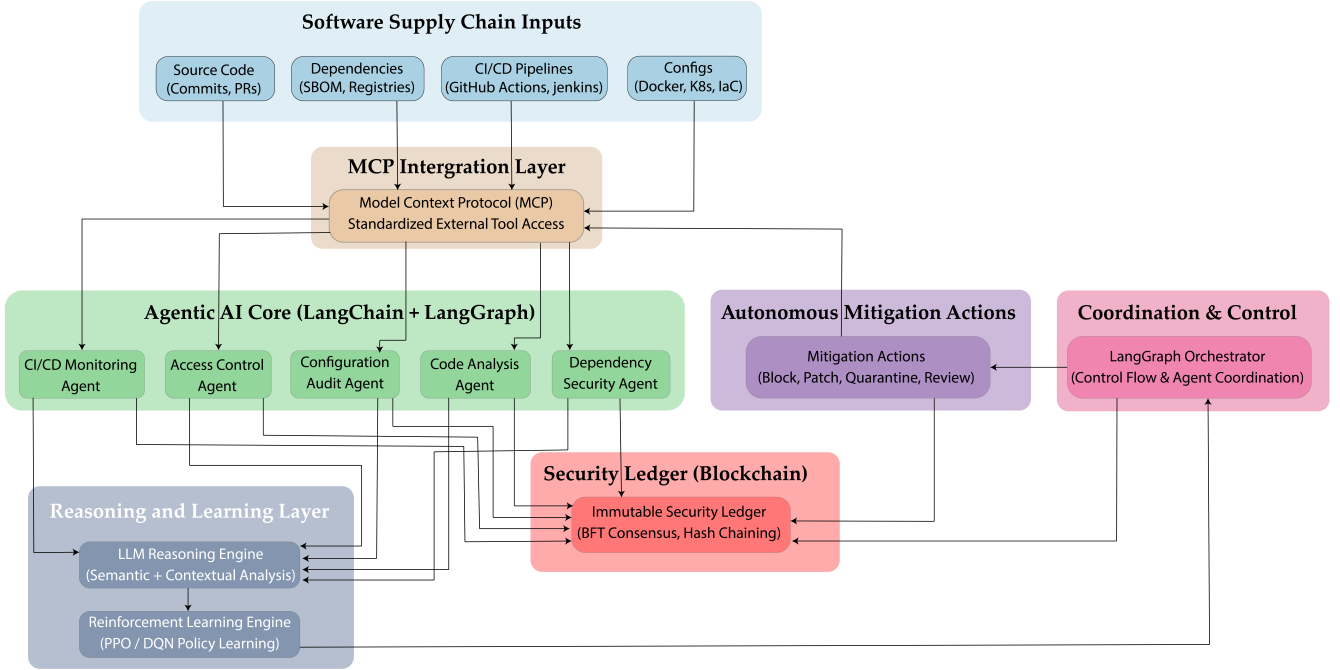 Software Supply Chain Inputs
Source Code
(Commits, PRs)
Dependencies
(SBOM, Registries)
CI/CD Pipelines
(GitHub Actions, jenkins)
Configs
(Docker, K8s, IaC)
MCP Intergration Layer
Model Context Protocol (MCP)
Standardized External Tool Access
Agentic AI Core (LangChain + LangGraph)
CI/CD Monitoring
Agent
Access Control
Agent
Configuration
Audit Agent
Code Analysis
Agent
Dependency
Security Agent
Autonomous Mitigation Actions
Mitigation Actions
(Block, Patch, Quarantine, Review)
Coordination & Control
LangGraph Orchestrator
(Control Flow & Agent Coordination)
Security Ledger (Blockchain)
Immutable Security Ledger
(BFT Consensus, Hash Chaining)
Reasoning and Learning Layer
LLM Reasoning Engine
(Semantic + Contextual Analysis)
Reinforcement Learning Engine
(PPO / DQN Policy Learning)